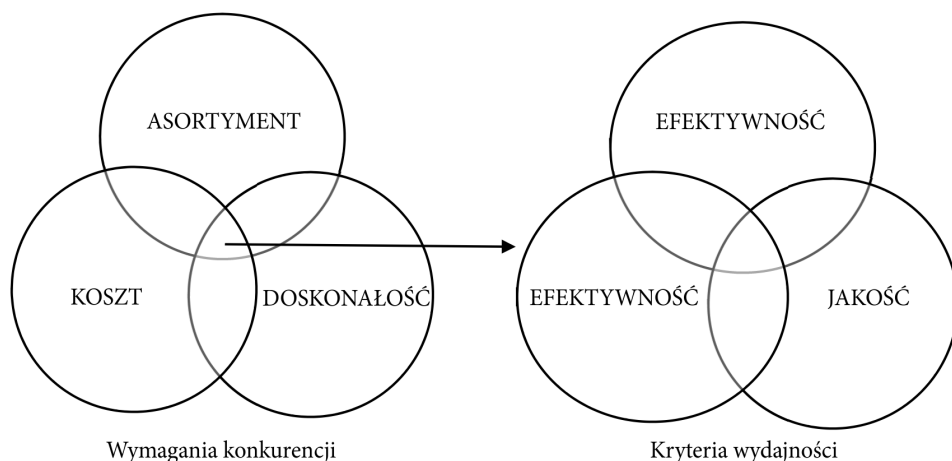 ASORTYMENT
KOSZT
DOSKONAŁOŚĆ
Wymagania konkurencji
EFEKTYWNOŚĆ
EFEKTYWNOŚĆ
JAKOŚĆ
Kryteria wydajności